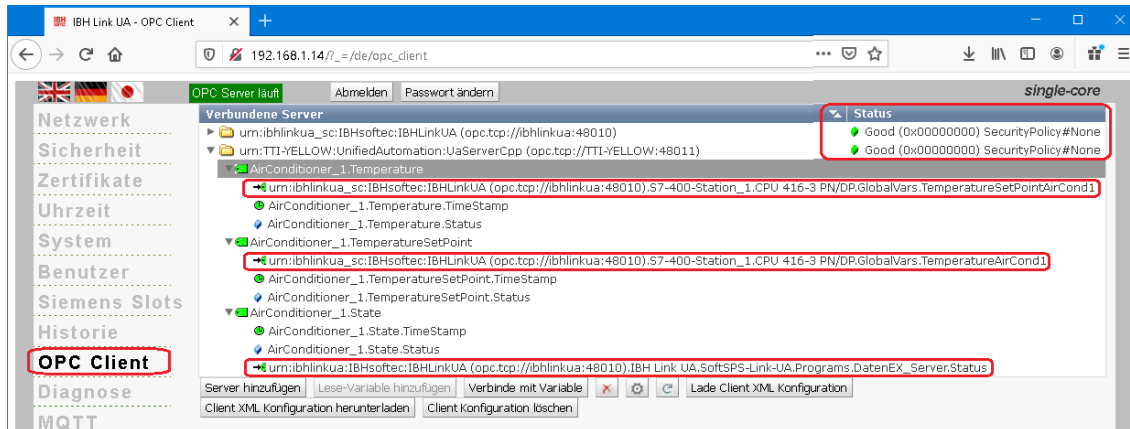 IBH Link UA - OPC Client
192.168.1.14/?_=/de/opc_client
OPC Server läuft
Abmelden
Passwort ändern
single-core
Netzwerk
Sicherheit
Zertifikate
Uhrzeit
System
Benutzer
Siemens Slots
Historie
OPC Client
Diagnose
MQTT
Verbundene Server
Status
urn:ibhlinkua_sc:IBHsoftec:IBHLinkUA (opc.tcp://ibhlinkua:48010)
Good (0x00000000) SecurityPolicy#None
urn:TTI-YELLOW:UnifiedAutomation:UaServerCpp (opc.tcp://TTI-YELLOW:48011)
Good (0x00000000) SecurityPolicy#None
AirConditioner_1.Temperature
urn:ibhlinkua_sc:IBHsoftec:IBHLinkUA (opc.tcp://ibhlinkua:48010).S7-400-Station_1.CPU 416-3 PN/DP.GlobalVars.TemperatureSetPointAirCond1
AirConditioner_1.Temperature.TimeStamp
AirConditioner_1.Temperature.Status
AirConditioner_1.TemperatureSetPoint
urn:ibhlinkua_sc:IBHsoftec:IBHLinkUA (opc.tcp://ibhlinkua:48010).S7-400-Station_1.CPU 416-3 PN/DP.GlobalVars.TemperatureAirCond1
AirConditioner_1.TemperatureSetPoint.TimeStamp
AirConditioner_1.TemperatureSetPoint.Status
AirConditioner_1.State
AirConditioner_1.State.TimeStamp
AirConditioner_1.State.Status
urn:ibhlinkua:IBHsoftec:IBHLinkUA (opc.tcp://ibhlinkua:48010).IBH Link UA.SoftSPS-Link-UA.Programs.DatenEX_Server.Status
Server hinzufügen
Lese-Variable hinzufügen
Verbinde mit Variable
Lade Client XML Konfiguration
Client XML Konfiguration herunterladen
Client Konfiguration löschen